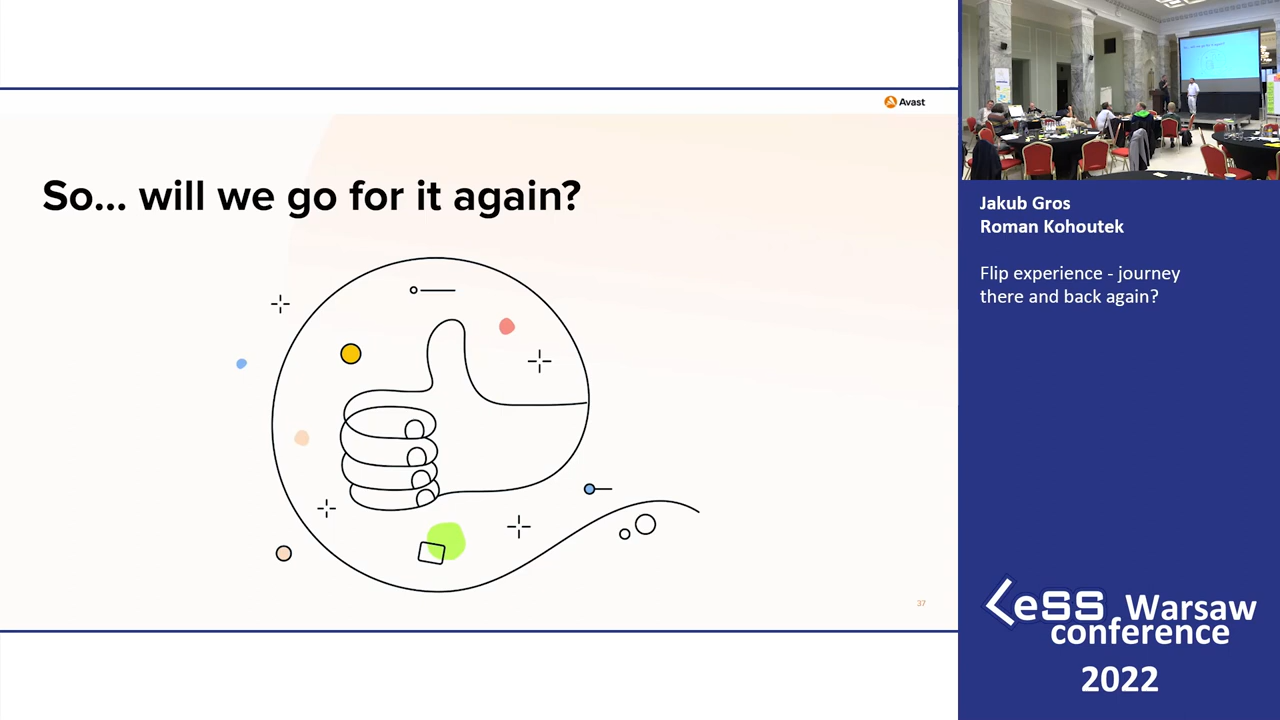 Avast
So... will we go for it again?
37
Jakub Gros
Roman Kohoutek
Flip experience - journey
there and back again?
LeSS Warsaw
conference
2022